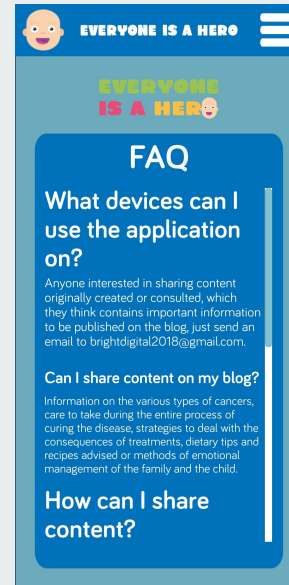 EVERYONE IS A HERO
EVERYONE
IS A HERO
FAQ
What devices can I
use the application
on?
Anyone interested in sharing content
originally created or consulted, which
they think contains important information
to be published on the blog, just send an
email to brightdigital2018@gmail.com.
Can I share content on my blog?
Information on the various types of cancers,
care to take during the entire process of
curing the disease, strategies to deal with the
consequences of treatments, dietary tips and
recipes advised or methods of emotional
management of the family and the child.
How can I share
content?